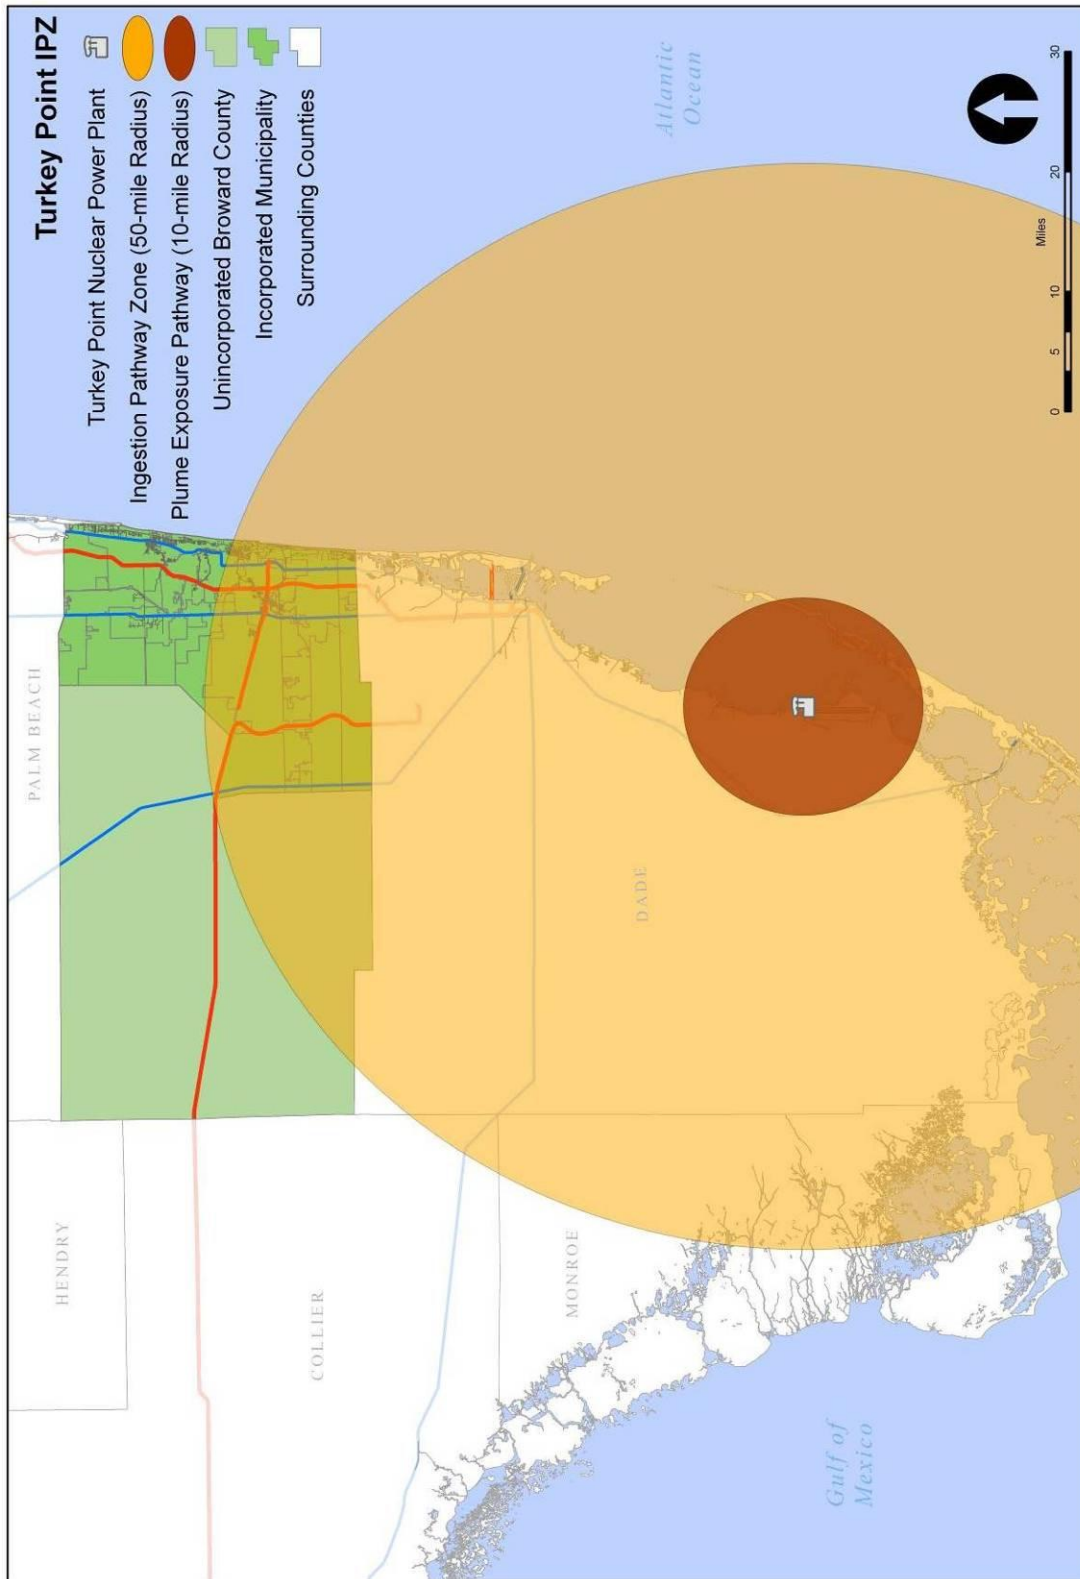 Turkey Point IPZ
Turkey Point Nuclear Power Plant
Ingestion Pathway Zone (50-mile Radius)
Plume Exposure Pathway (10-mile Radius)
Unincorporated Broward County
Incorporated Municipality
Surrounding Counties
HENDRY
PALM BEACH
COLLIER
MONROE
DADE
Atlantic
Ocean
Gulf of
Mexico
Miles
0 5 10 20 30